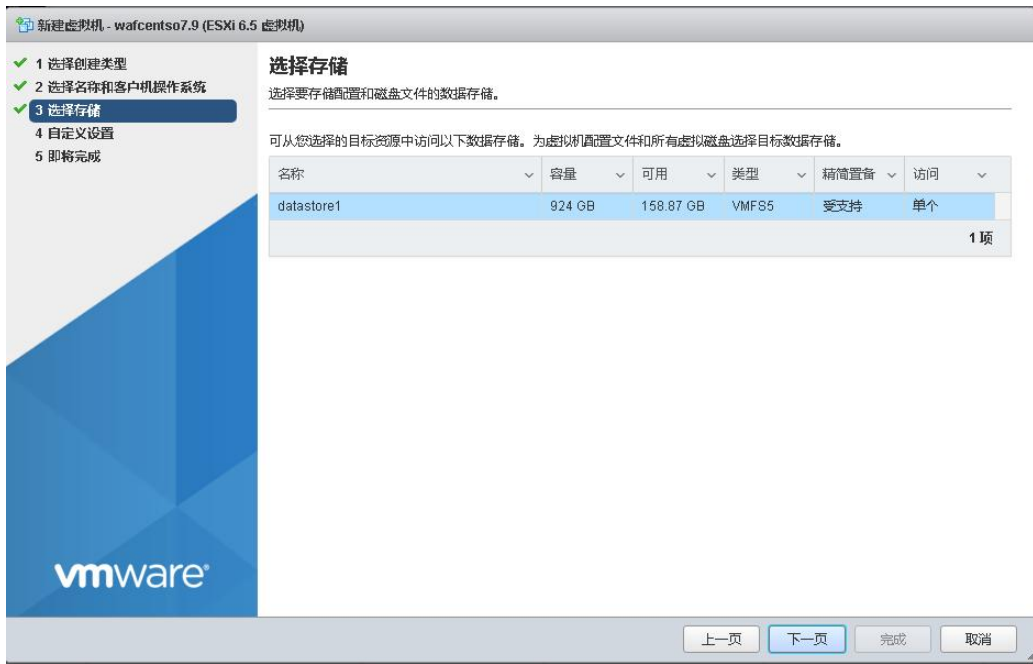 新建虚拟机 - wafcentso7.9 (ESXi 6.5 虚拟机)
1 选择创建类型
2 选择名称和客户机操作系统
3 选择存储
4 自定义设置
5 即将完成
选择存储
选择要存储配置和磁盘文件的数据存储。
可从您选择的目标资源中访问以下数据存储。为虚拟机配置文件和所有虚拟磁盘选择目标数据存储。
名称 容量 可用 类型 精简置备 访问
datastore1 924 GB 158.87 GB VMFS5 受支持 单个
1 项
vmware®
上一页 下一页 完成 取消